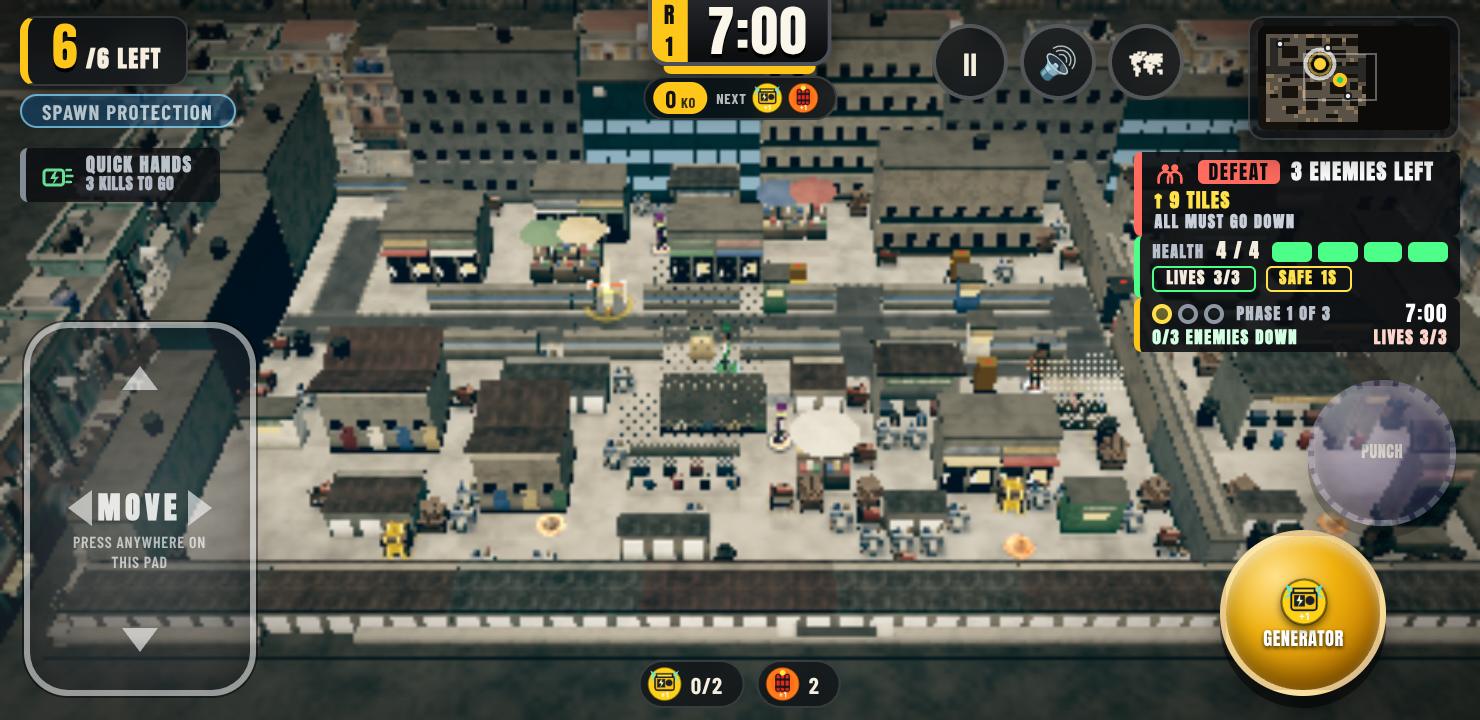 6 /6 LEFT
SPAWN PROTECTION
QUICK HANDS
3 KILLS TO GO
R
1
7:00
0 KO NEXT
DEFEAT 3 ENEMIES LEFT
↑ 9 TILES
ALL MUST GO DOWN
HEALTH 4 / 4
LIVES 3/3 SAFE 1S
PHASE 1 OF 3 7:00
0/3 ENEMIES DOWN LIVES 3/3
MOVE
PRESS ANYWHERE ON
THIS PAD
PUNCH
GENERATOR
0/2 2